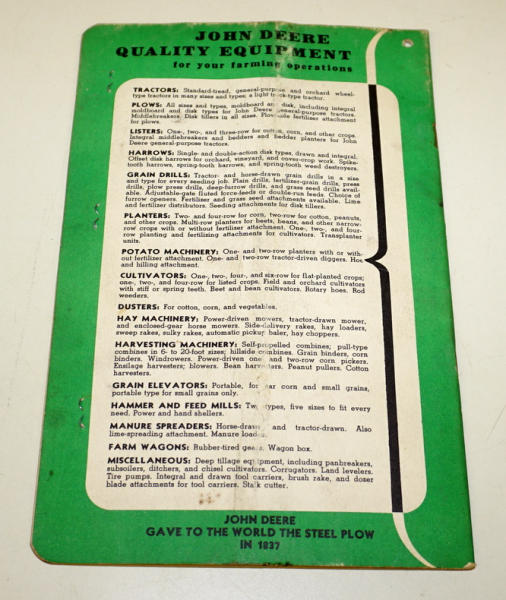 JOHN DEERE
QUALITY EQUIPMENT
for your farming operations
TRACTORS: Standard-tread, general-purpose and orchard wheel-
type tractors in many sizes and types; a light track-type tractor.
PLOWS: All sizes and types, moldboard and disk, including integral
moldboard and disk types for John Deere general-purpose tractors.
Middlebreakers. Disk tillers in all sizes. Plow-sole fertilizer attachment
for plows.
LISTERS: One-, two-, and three-row for cotton, corn, and other crops.
Integral middlebreakers and bedders and bedder planters for John
Deere general-purpose tractors.
HARROWS: Single- and double-action disk types, drawn and integral.
Offset disk harrows for orchard, vineyard, and cover-crop work. Spike-
tooth harrows, spring-tooth harrows, and spring-tooth weed destroyers.
GRAIN DRILLS: Tractor- and horse-drawn grain drills in a size
and type for every seeding job. Plain drills, fertilizer-grain drills, press
drills, plow press drills, deep-furrow drills, and grass seed drills avail-
able. Adjustable-gate fluted force-feeds or double-run feeds. Choice of
furrow openers. Fertilizer and grass seed attachments available. Lime
and fertilizer distributors. Seeding attachments for disk tillers.
PLANTERS: Two- and four-row for corn, two-row for cotton, peanuts,
and other crops. Multi-row planters for beets, beans, and other narrow-
row crops with or without fertilizer attachment. One-, two-, and four-
row planting and fertilizing attachments for cultivators. Transplanter
units.
POTATO MACHINERY: One- and two-row planters with or with-
out fertilizer attachment. One- and two-row tractor-driven diggers. Hoe
and hilling attachment.
CULTIVATORS: One-, two-, four-, and six-row for flat-planted crops;
one-, two-, and four-row for listed crops. Field and orchard cultivators
with stiff or spring teeth. Beet and bean cultivators. Rotary hoes. Rod
weeders.
DUSTERS: For cotton, corn, and vegetables.
HAY MACHINERY: Power-driven mowers, tractor-drawn mower,
and enclosed-gear horse mowers. Side-delivery rakes, hay loaders,
sweep rakes, sulky rakes, automatic pickup baler, hay choppers.
HARVESTING MACHINERY: Self-propelled combines; pull-type
combines in 6- to 20-foot sizes; hillside combines. Grain binders, corn
binders. Windrowers. Power-driven one- and two-row corn pickers.
Ensilage harvesters; blowers. Bean harvesters. Peanut pullers. Cotton
harvesters.
GRAIN ELEVATORS: Portable, for ear corn and small grains,
portable type for small grains only.
HAMMER AND FEED MILLS: Two types, five sizes to fit every
need. Power and hand shellers.
MANURE SPREADERS: Horse-drawn and tractor-drawn. Also
lime-spreading attachment. Manure loader.
FARM WAGONS: Rubber-tired gears. Wagon box.
MISCELLANEOUS: Deep tillage equipment, including panbreakers,
subsoilers, ditchers, and chisel cultivators. Corrugators. Land levelers.
Tire pumps. Integral and drawn tool carriers, brush rake, and dozer
blade attachments for tool carriers. Stalk cutter.
JOHN DEERE
GAVE TO THE WORLD THE STEEL PLOW
IN 1837